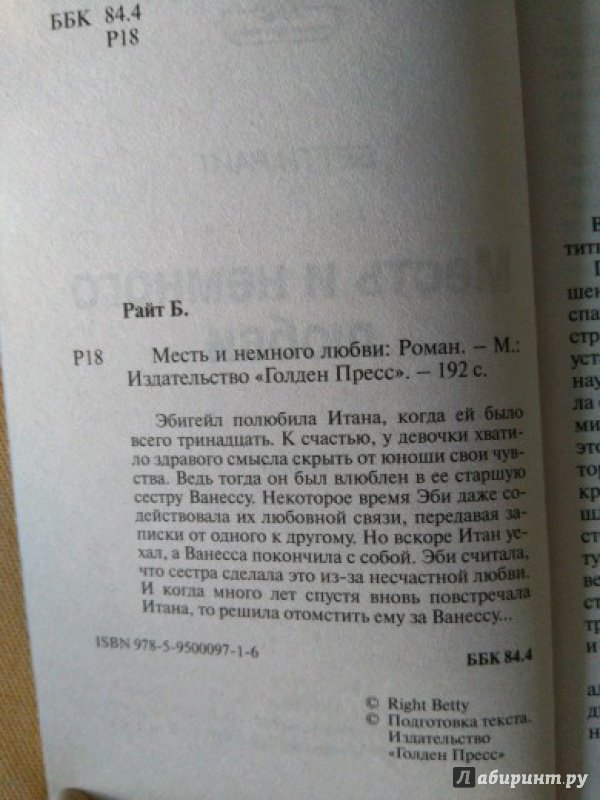 ББК 84.4
Р18
Райт Б.
Р18 Месть и немного любви: Роман. – М.:
Издательство «Голден Пресс». – 192 с.
Эбигейл полюбила Итана, когда ей было
всего тринадцать. К счастью, у девочки хвати-
ло здравого смысла скрыть от юноши свои чув-
ства. Ведь тогда он был влюблен в ее старшую
сестру Ванессу. Некоторое время Эби даже со-
действовала их любовной связи, передавая за-
писки от одного к другому. Но вскоре Итан уе-
хал, а Ванесса покончила с собой. Эби считала,
что сестра сделала это из-за несчастной любви.
И когда много лет спустя вновь повстречала
Итана, то решила отомстить ему за Ванессу...
ISBN 978-5-9500097-1-6
ББК 84.4
© Right Betty
© Подготовка текста.
Издательство
«Голден Пресс»
лабиринт.ру